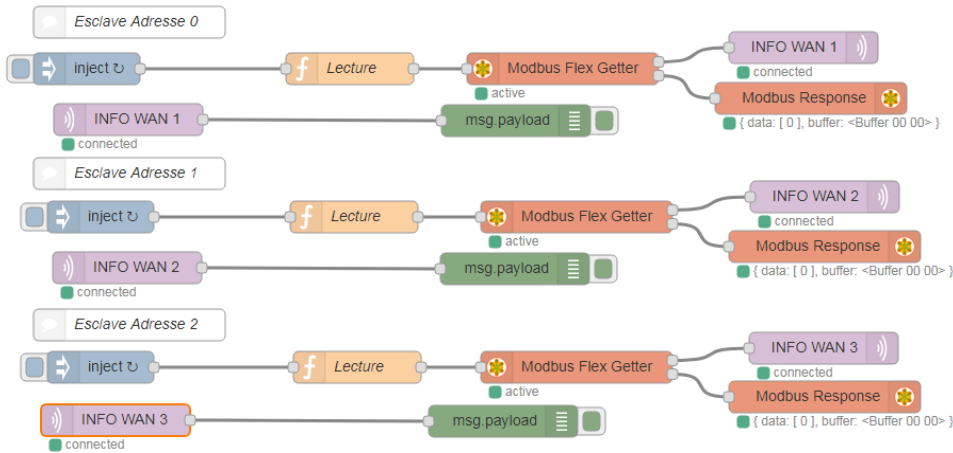 Esclave Adresse 0
inject ↻
Lecture
Modbus Flex Getter
active
INFO WAN 1
connected
Modbus Response
{ data: [ 0 ], buffer: <Buffer 00 00> }
INFO WAN 1
connected
msg.payload
Esclave Adresse 1
inject ↻
Lecture
Modbus Flex Getter
active
INFO WAN 2
connected
Modbus Response
{ data: [ 0 ], buffer: <Buffer 00 00> }
INFO WAN 2
connected
msg.payload
Esclave Adresse 2
inject ↻
Lecture
Modbus Flex Getter
active
INFO WAN 3
connected
Modbus Response
{ data: [ 0 ], buffer: <Buffer 00 00> }
INFO WAN 3
connected
msg.payload